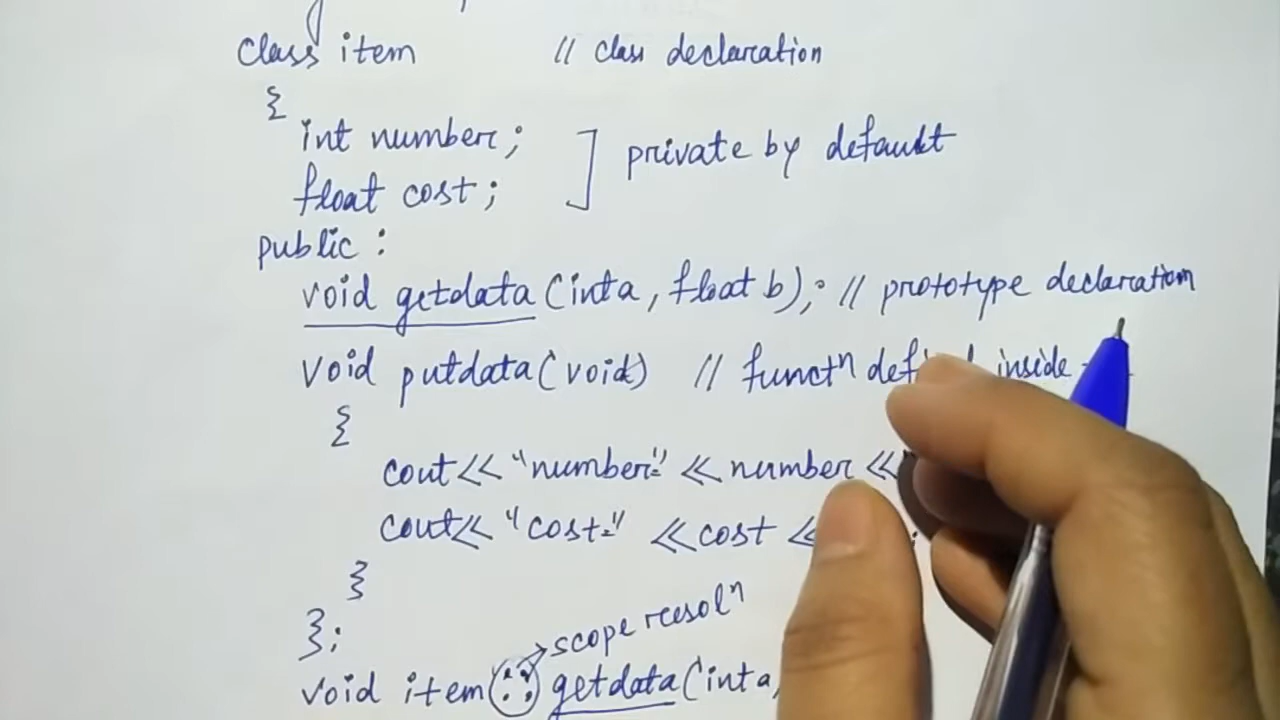 class item // class declaration
{
int number;
float cost;
] private by default
public:
void getdata (int a, float b); // prototype declaration
void putdata (void) // functⁿ inside
{
cout<< "number=" << number <<
cout<< "cost=" <<cost <<
}
};
scope resolⁿ
void item :: getdata (int a,